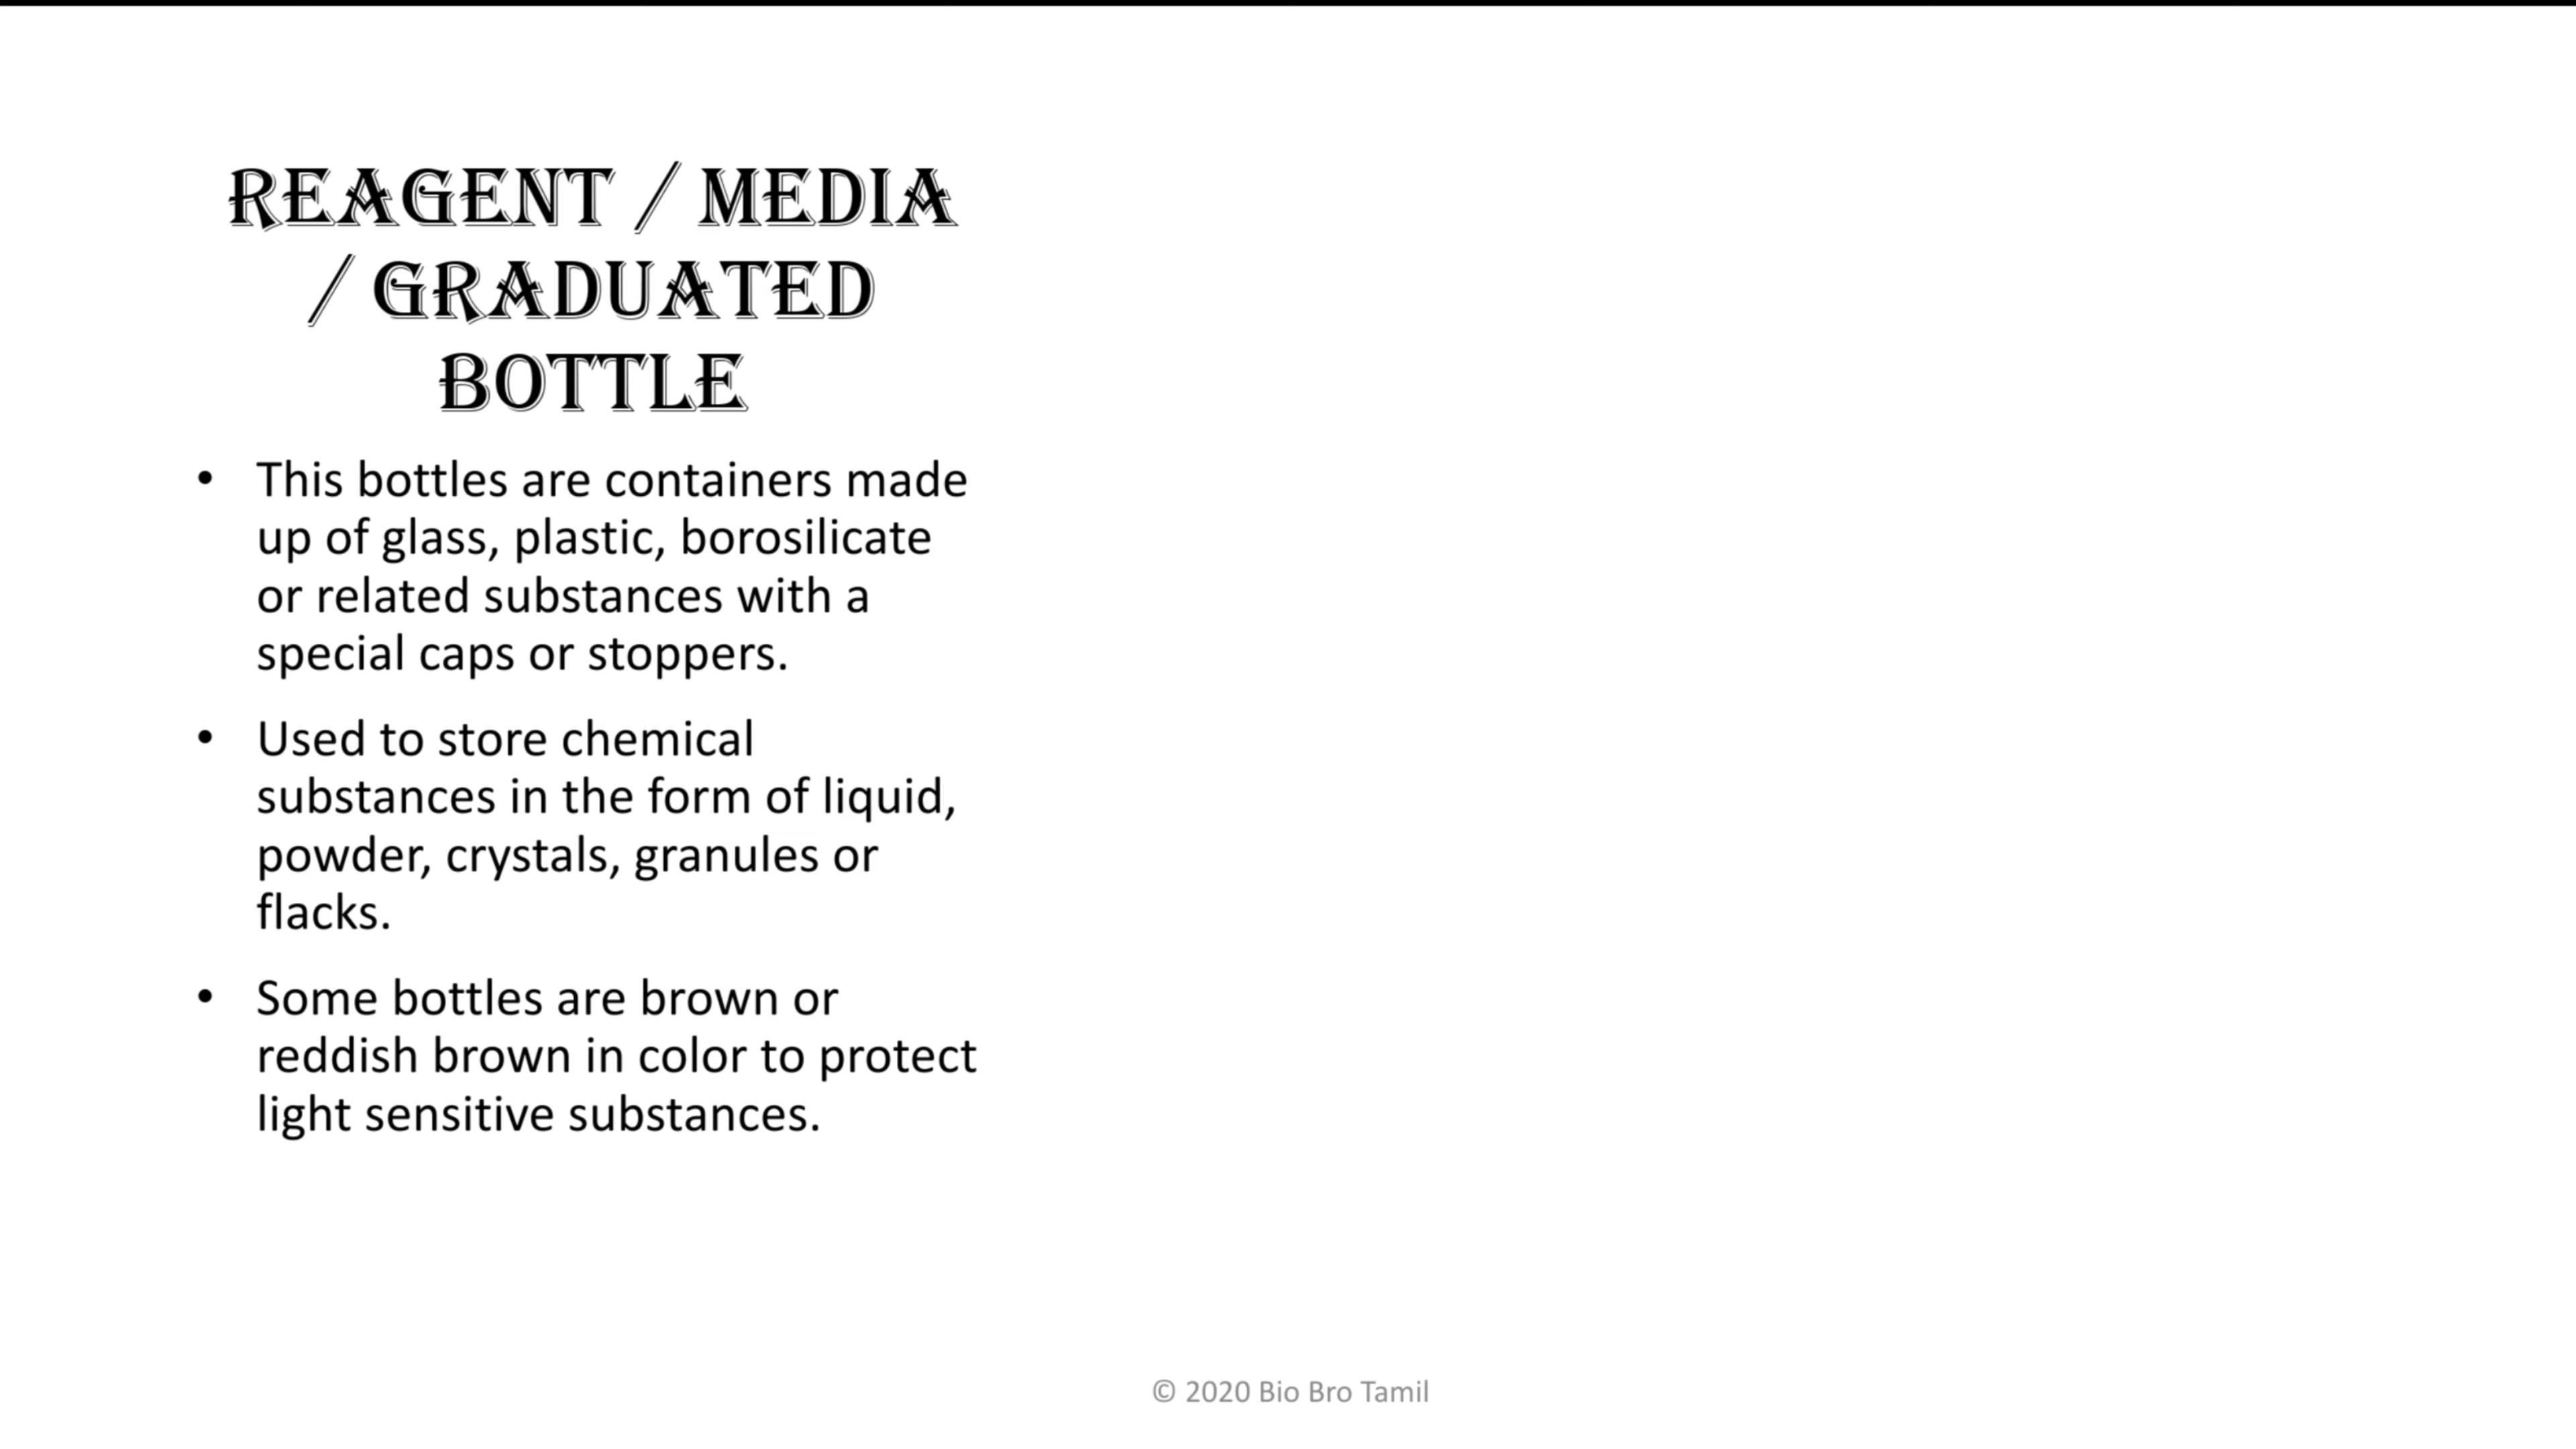 REAGENT / MEDIA
/ GRADUATED
BOTTLE
• This bottles are containers made
up of glass, plastic, borosilicate
or related substances with a
special caps or stoppers.
• Used to store chemical
substances in the form of liquid,
powder, crystals, granules or
flacks.
• Some bottles are brown or
reddish brown in color to protect
light sensitive substances.
© 2020 Bio Bro Tamil